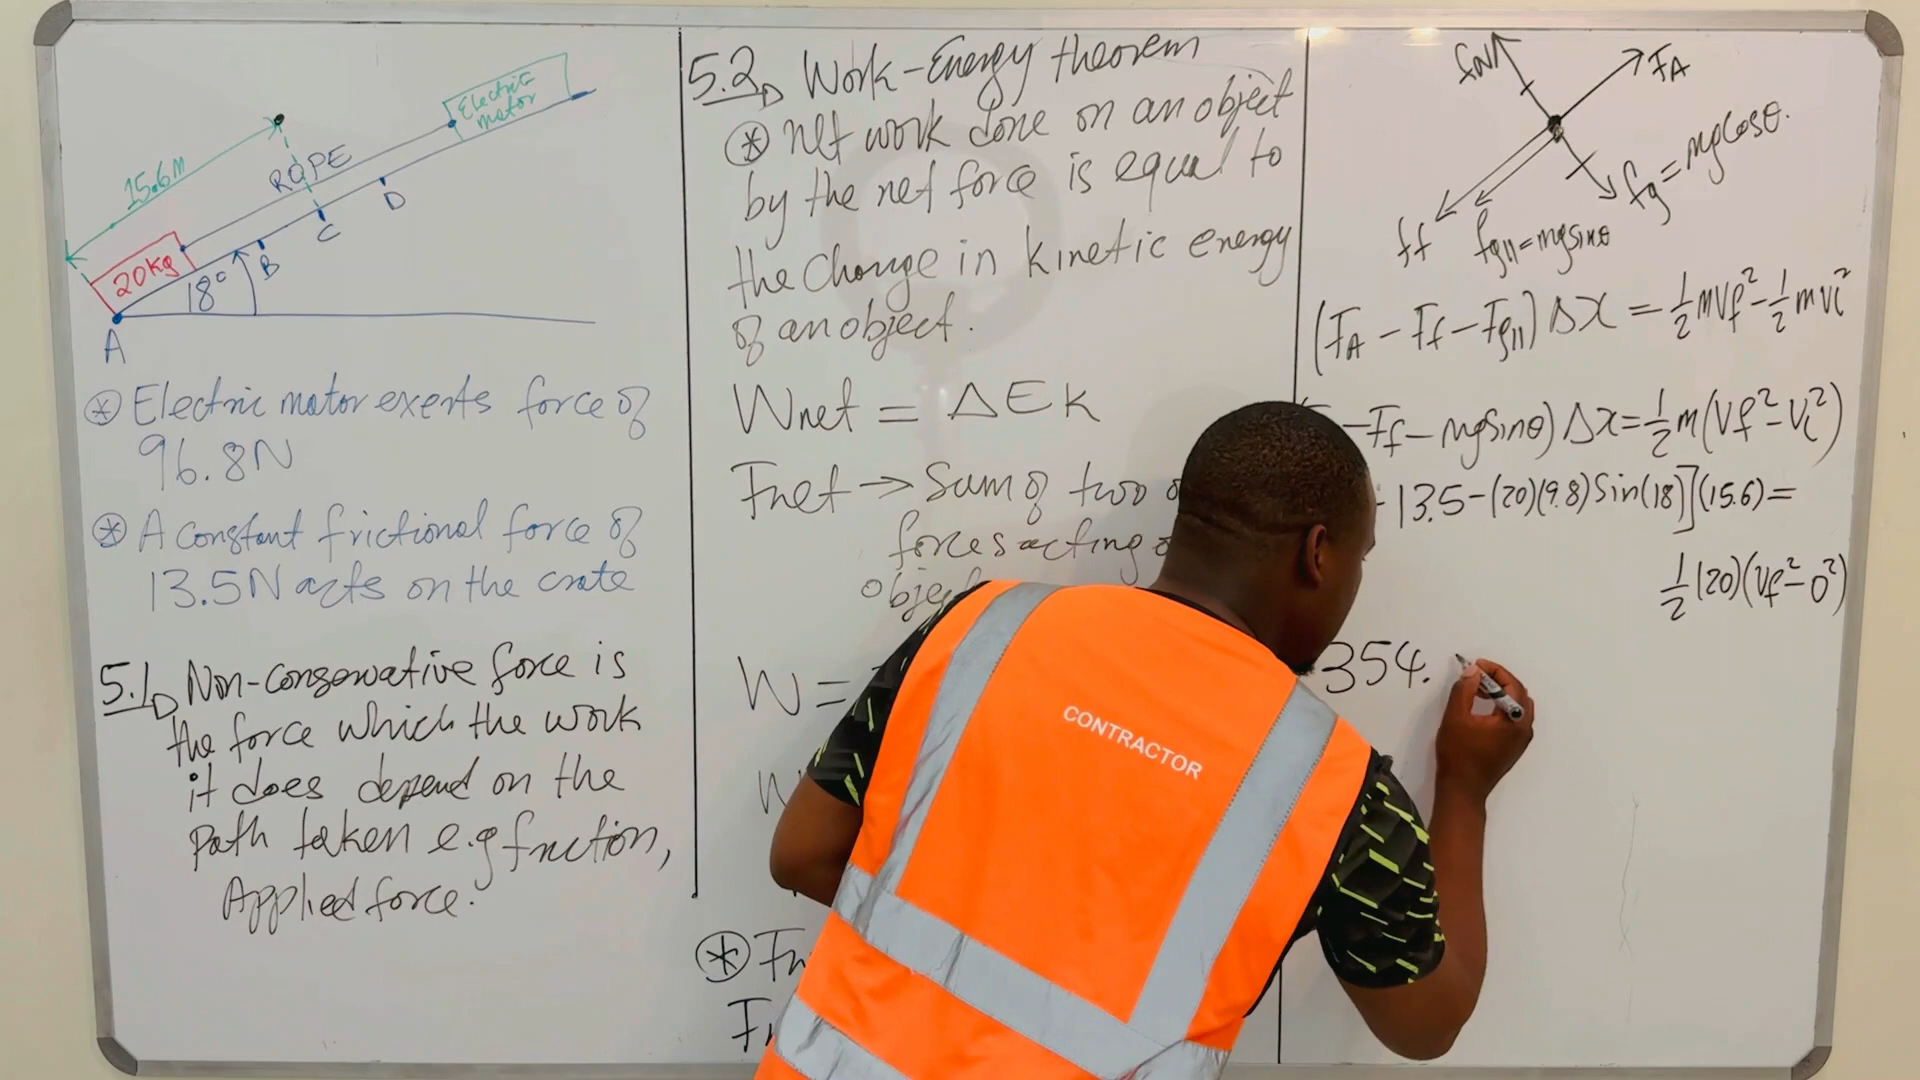 15.6M
ROPE
Electric
motor
20kg
18°
A
B
C
D
⊛ Electric motor exerts force of
96.8N
⊛ A constant frictional force of
13.5N acts on the crate
5.1 Non-conservative force is
the force which the work
it does depend on the
path taken e.g friction,
Applied force.
5.2 Work-Energy theorem
⊛ Net work done on an object
by the net force is equal to
the change in kinetic energy
of an object.
Wnet = ΔEK
Fnet → Sum of two
forces acting
W =
W
⊛ Fn
FN
FA
fg = mgcosθ.
ff
fg|| = mgsinθ
(FA - Ff - Fg||) Δx = ½mVf² - ½mVi²
- Ff - mgsinθ) Δx = ½m(Vf² - Vi²)
- 13.5 - (20)(9.8) Sin(18)](15.6) =
½(20)(Vf² - 0²)
354.
CONTRACTOR